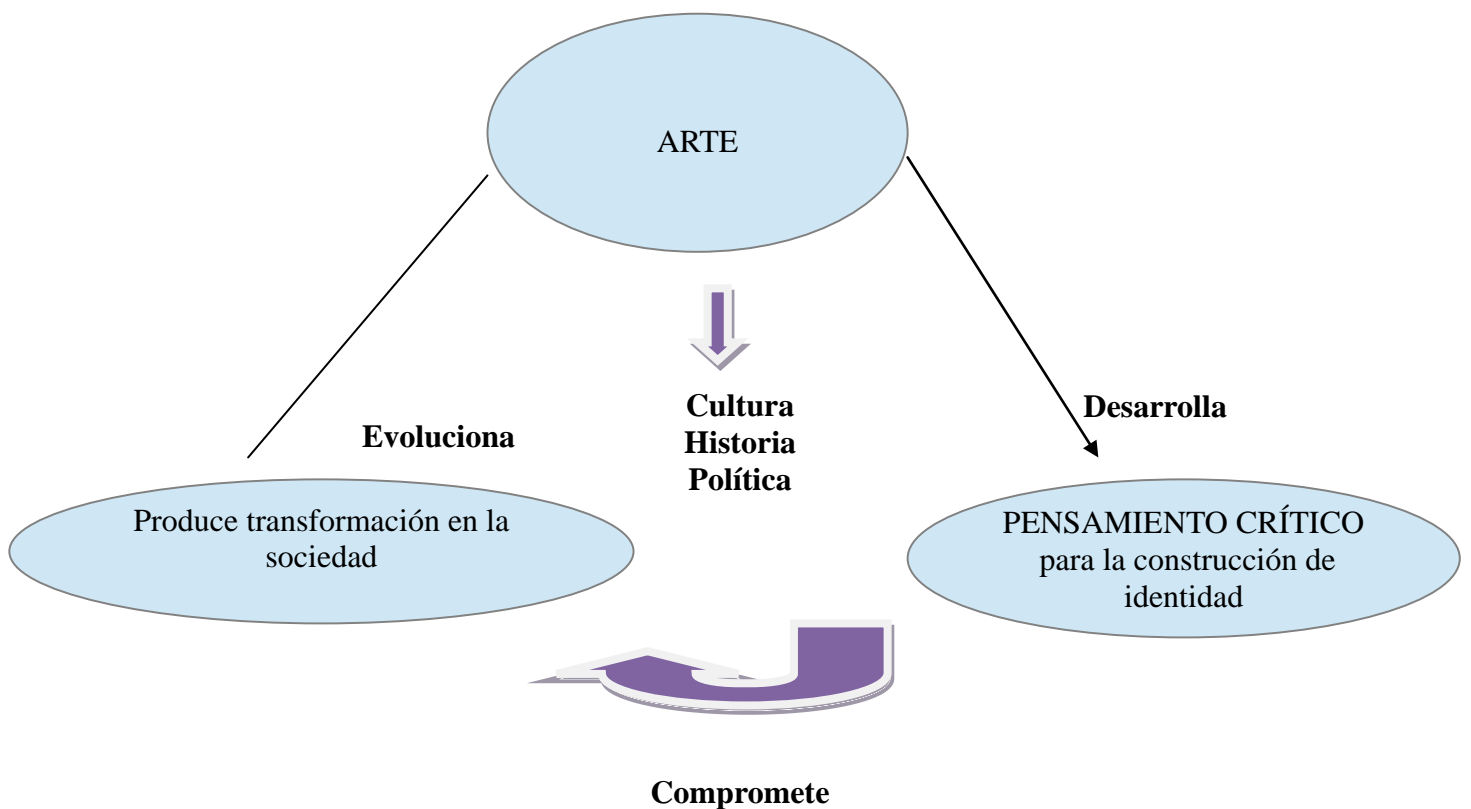 ARTE
Cultura
Historia
Política
Evoluciona
Desarrolla
Produce transformación en la
sociedad
PENSAMIENTO CRÍTICO
para la construcción de
identidad
Compromete